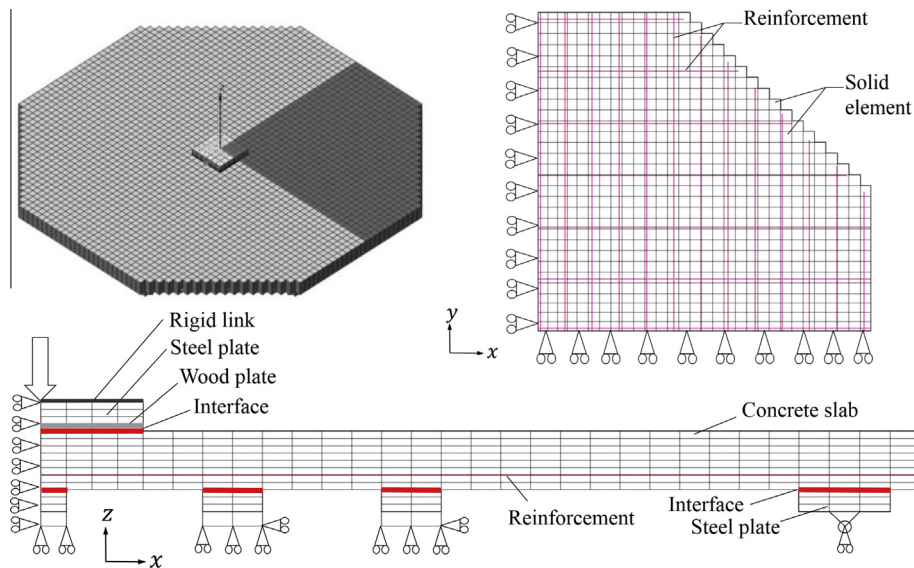 z
Reinforcement
Solid
element
y
x
Rigid link
Steel plate
Wood plate
Interface
Concrete slab
Reinforcement
Interface
Steel plate
z
x